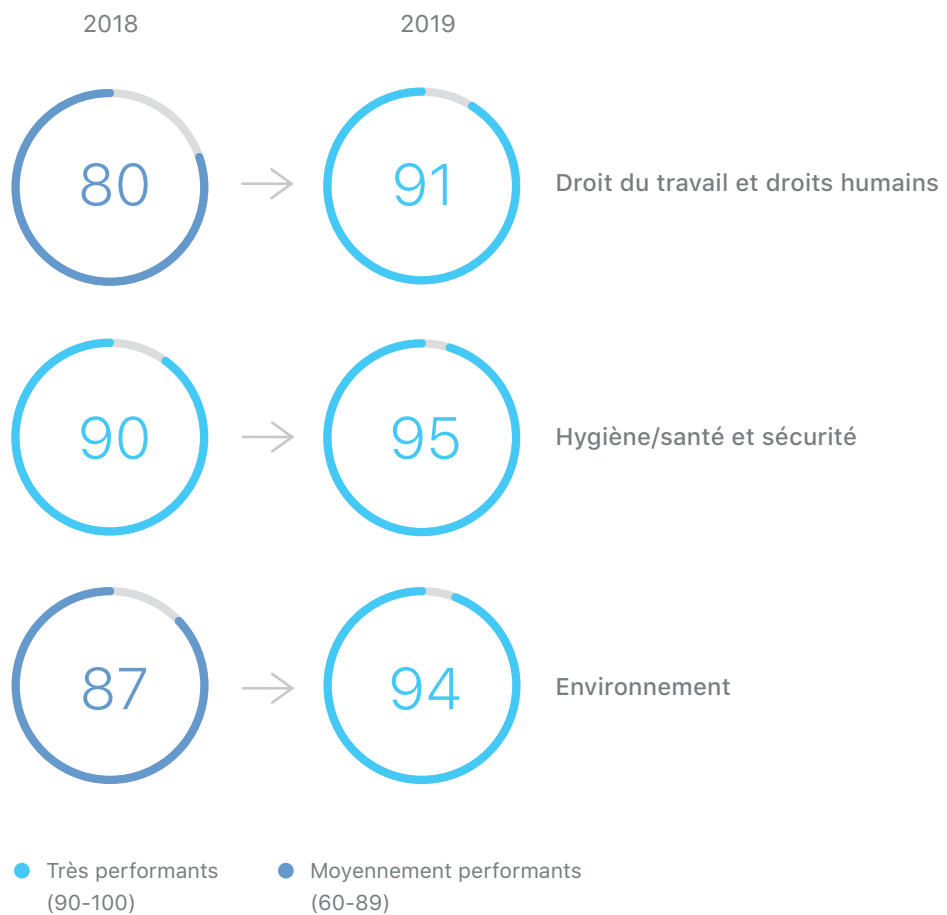 2018 2019
80 91 Droit du travail et droits humains
90 95 Hygiène/santé et sécurité
87 94 Environnement
Très performants Moyennement performants
(90-100) (60-89)